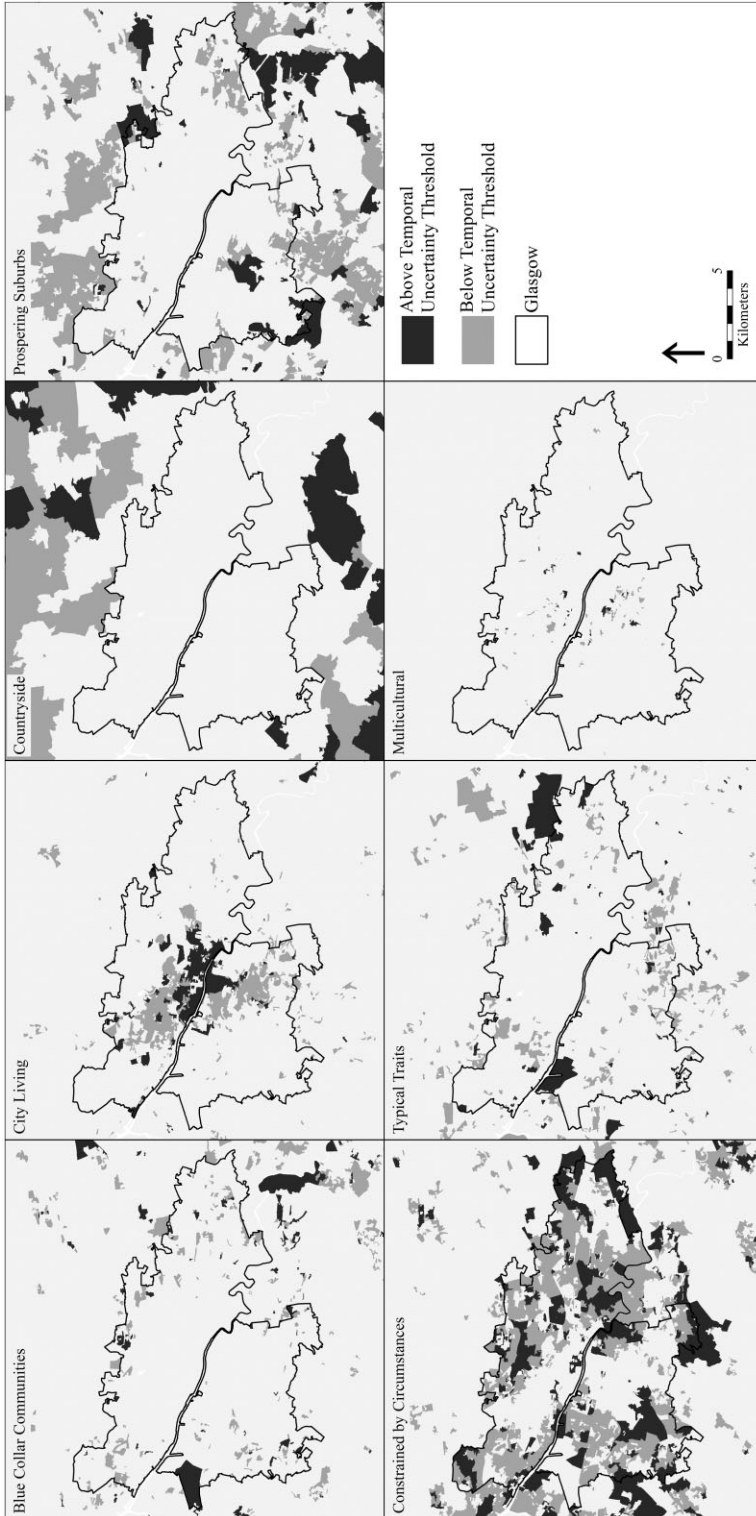 Blue Collar Communities
City Living
Countryside
Prospering Suburbs
Constrained by Circumstances
Typical Traits
Multicultural
Above Temporal
Uncertainty Threshold
Below Temporal
Uncertainty Threshold
Glasgow
0 5
Kilometers